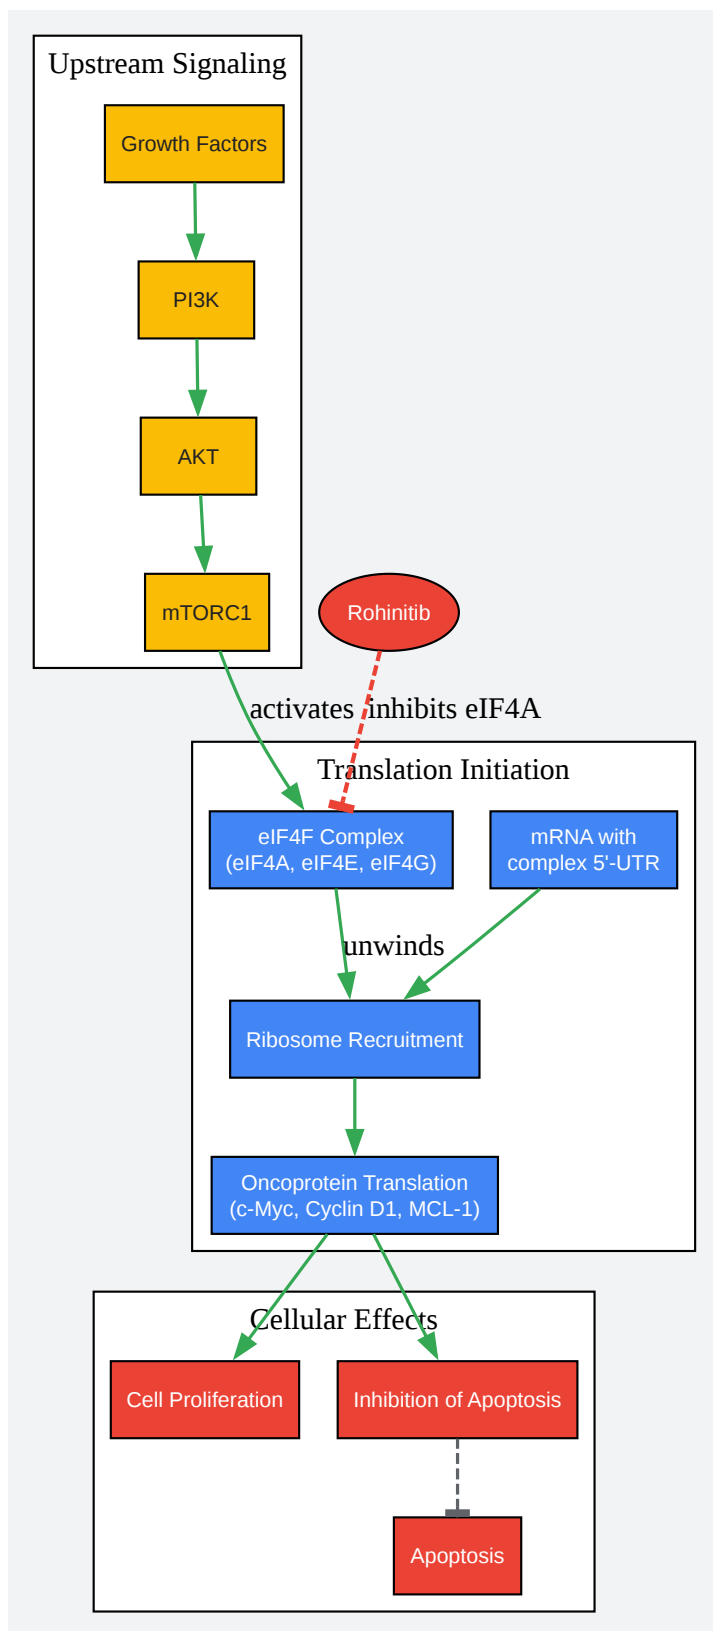 Upstream Signaling
Growth Factors
PI3K
AKT
mTORC1
Rohinitib
activates
inhibits eIF4A
Translation Initiation
eIF4F Complex
(eIF4A, eIF4E, eIF4G)
mRNA with
complex 5'-UTR
unwinds
Ribosome Recruitment
Oncoprotein Translation
(c-Myc, Cyclin D1, MCL-1)
Cellular Effects
Cell Proliferation
Inhibition of Apoptosis
Apoptosis